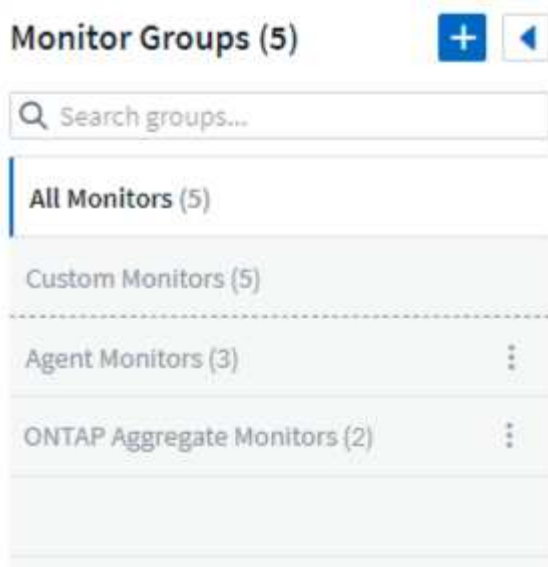 Monitor Groups (5)
Search groups...
All Monitors (5)
Custom Monitors (5)
Agent Monitors (3)
ONTAP Aggregate Monitors (2)